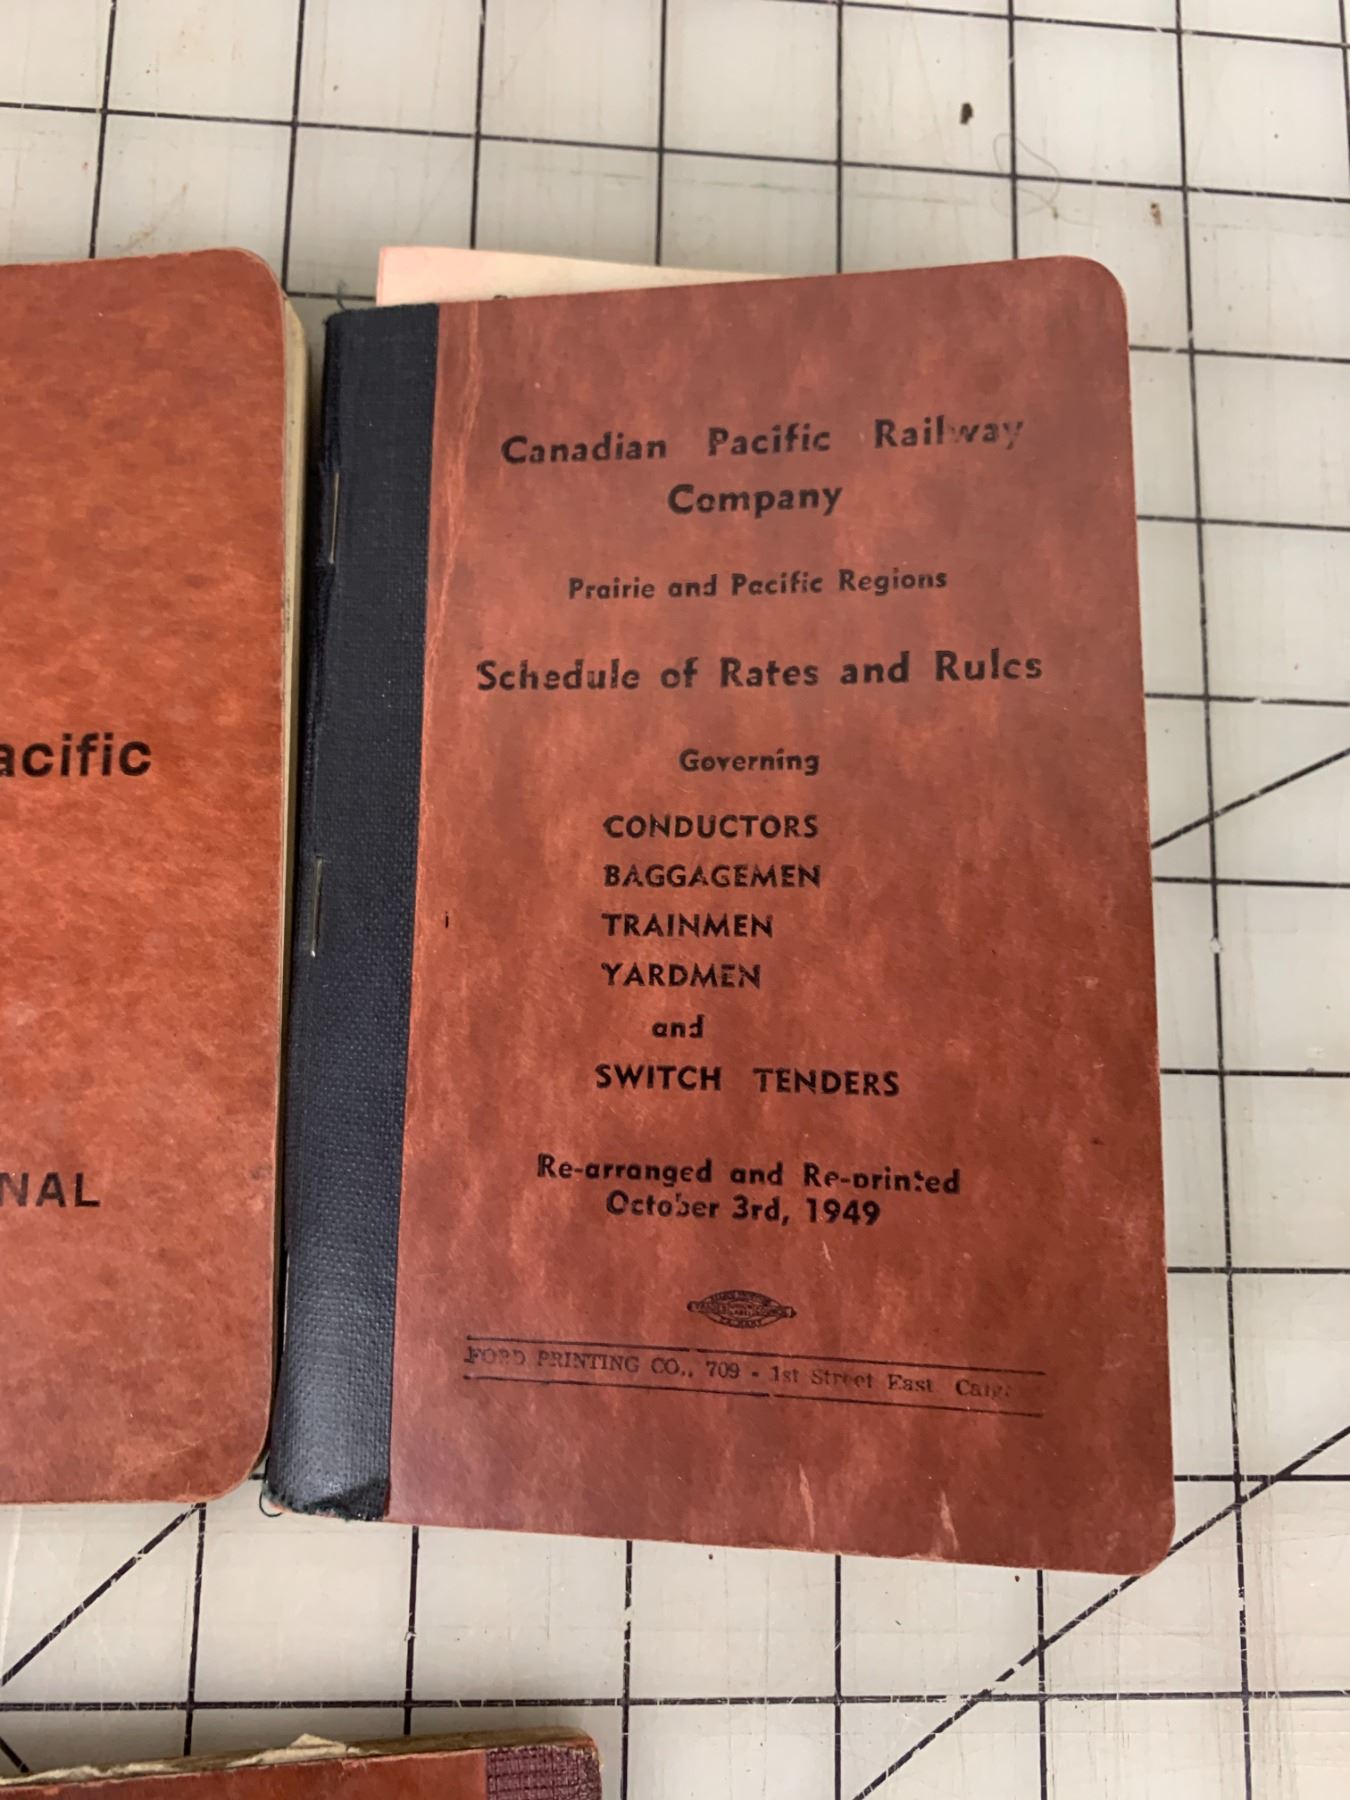 acific
NAL
Canadian Pacific Railway
Company
Prairie and Pacific Regions
Schedule of Rates and Rules
Governing
CONDUCTORS
BAGGAGEMEN
TRAINMEN
YARDMEN
and
SWITCH TENDERS
Re-arranged and Re-printed
October 3rd, 1949
FORD PRINTING CO., 709 - 1st Street East